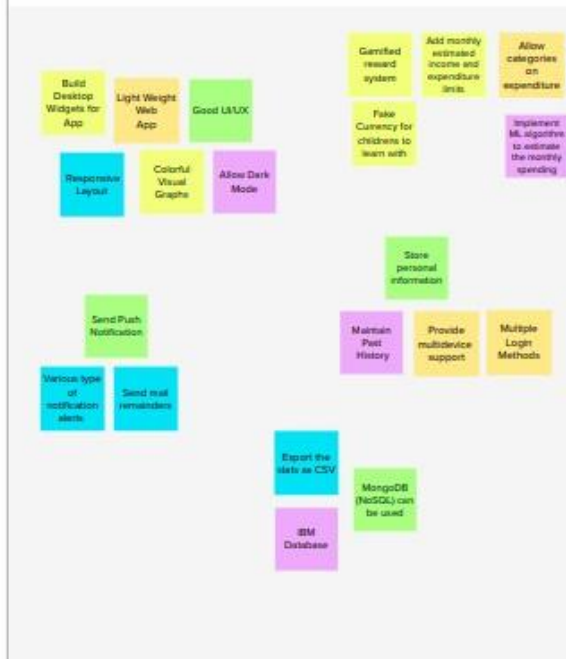 Build
Desktop
Widgets for
App
Light Weight
Web
App
Good UI/UX
Responsive
Layout
Colorful
Visual
Graphs
Allow Dark
Mode
Gamified
reward
system
Add monthly
estimated
income and
expenditure
limits
Allow
categories
on
expenditure
Fake
Currency for
childrens to
learn with
Implement
ML algorithm
to estimate
the monthly
spending
Send Push
Notification
Various type
of
notification
alerts
Send mail
remainders
Store
personal
information
Maintain
Past
History
Provide
multidevice
support
Multiple
Login
Methods
Export the
stats as CSV
MongoDB
(NoSQL) can
be used
IBM
Database